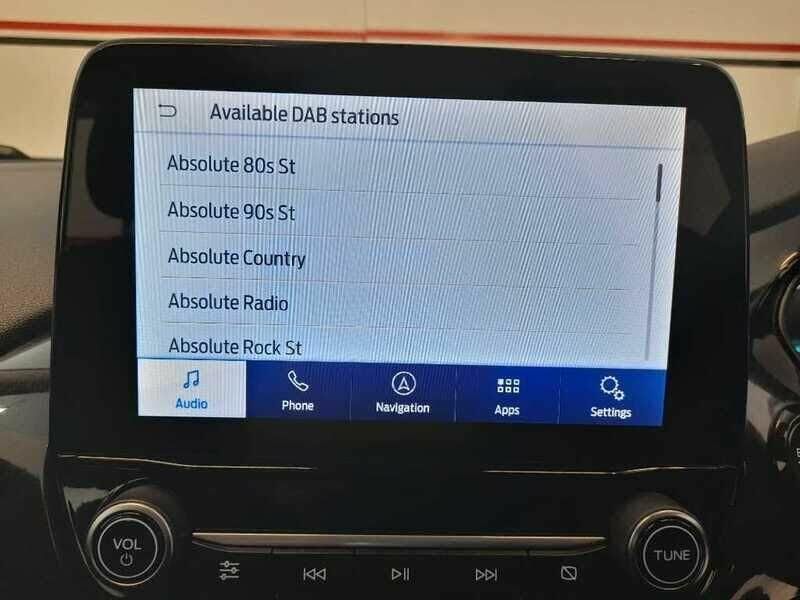 Available DAB stations
Absolute 80s St
Absolute 90s St
Absolute Country
Absolute Radio
Absolute Rock St
Audio
Phone
Navigation
Apps
Settings
VOL
TUNE